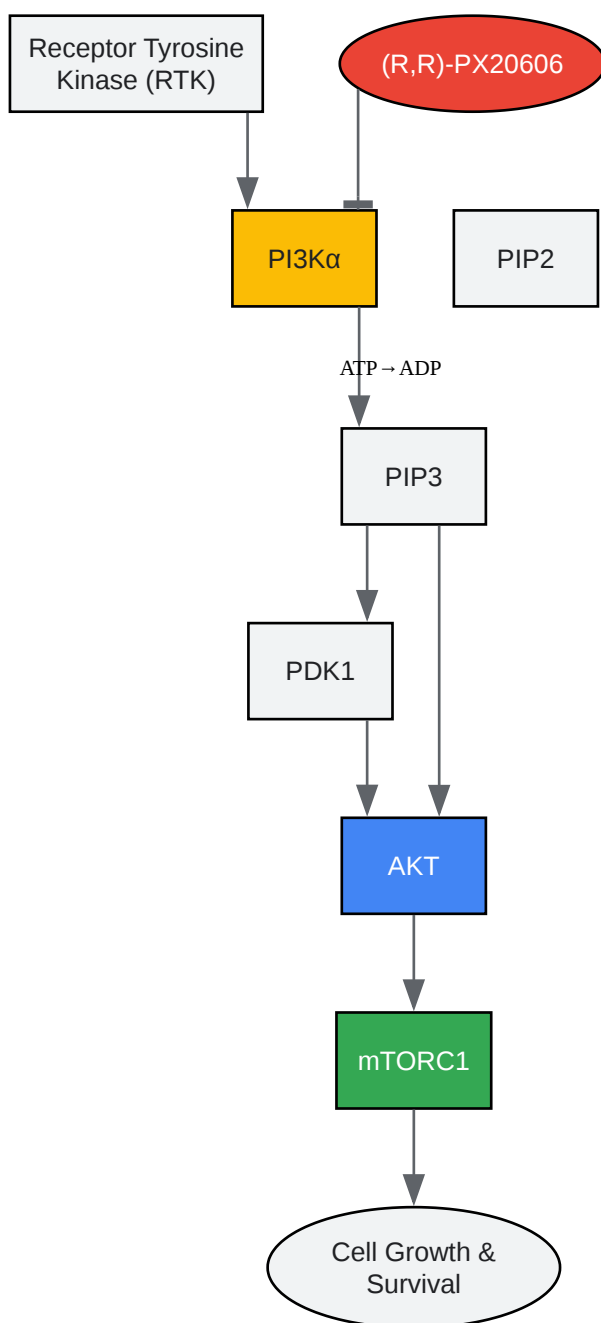 Receptor Tyrosine
Kinase (RTK)
(R,R)-PX20606
PI3Kα
PIP2
ATP→ADP
PIP3
PDK1
AKT
mTORC1
Cell Growth &
Survival